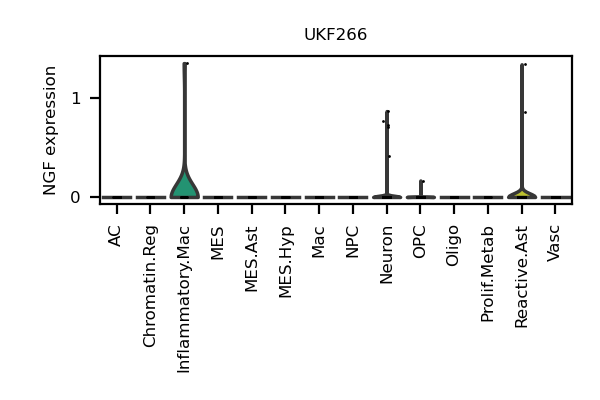 UKF266
NGF expression
1
0
AC
Chromatin.Reg
Inflammatory.Mac
MES
MES.Ast
MES.Hyp
Mac
NPC
Neuron
OPC
Oligo
Prolif.Metab
Reactive.Ast
Vasc